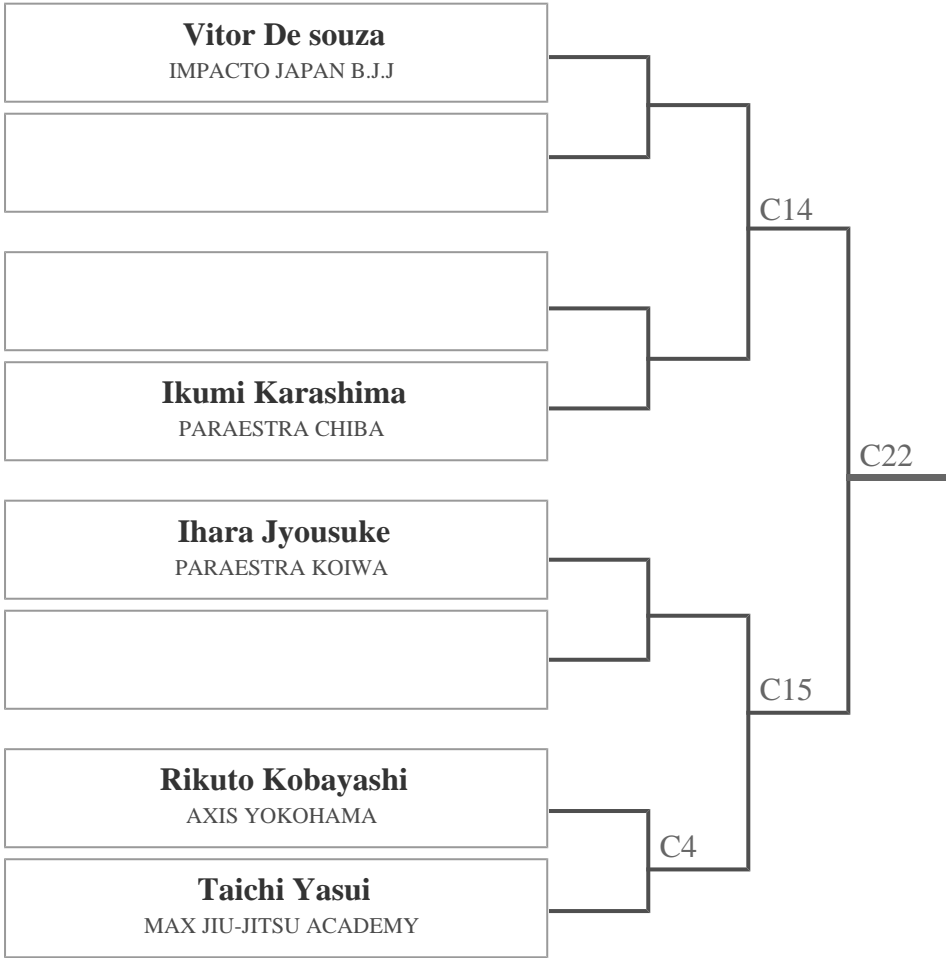 Vitor De souza
IMPACTO JAPAN B.J.J
C14
Ikumi Karashima
PARAESTRA CHIBA
C22
Ihara Jyousuke
PARAESTRA KOIWA
C15
Rikuto Kobayashi
AXIS YOKOHAMA
C4
Taichi Yasui
MAX JIU-JITSU ACADEMY